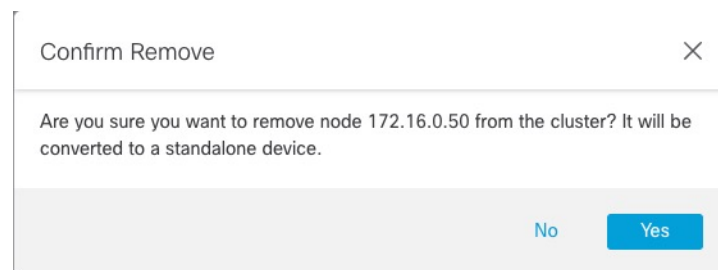 Confirm Remove
Are you sure you want to remove node 172.16.0.50 from the cluster? It will be
converted to a standalone device.
No
Yes